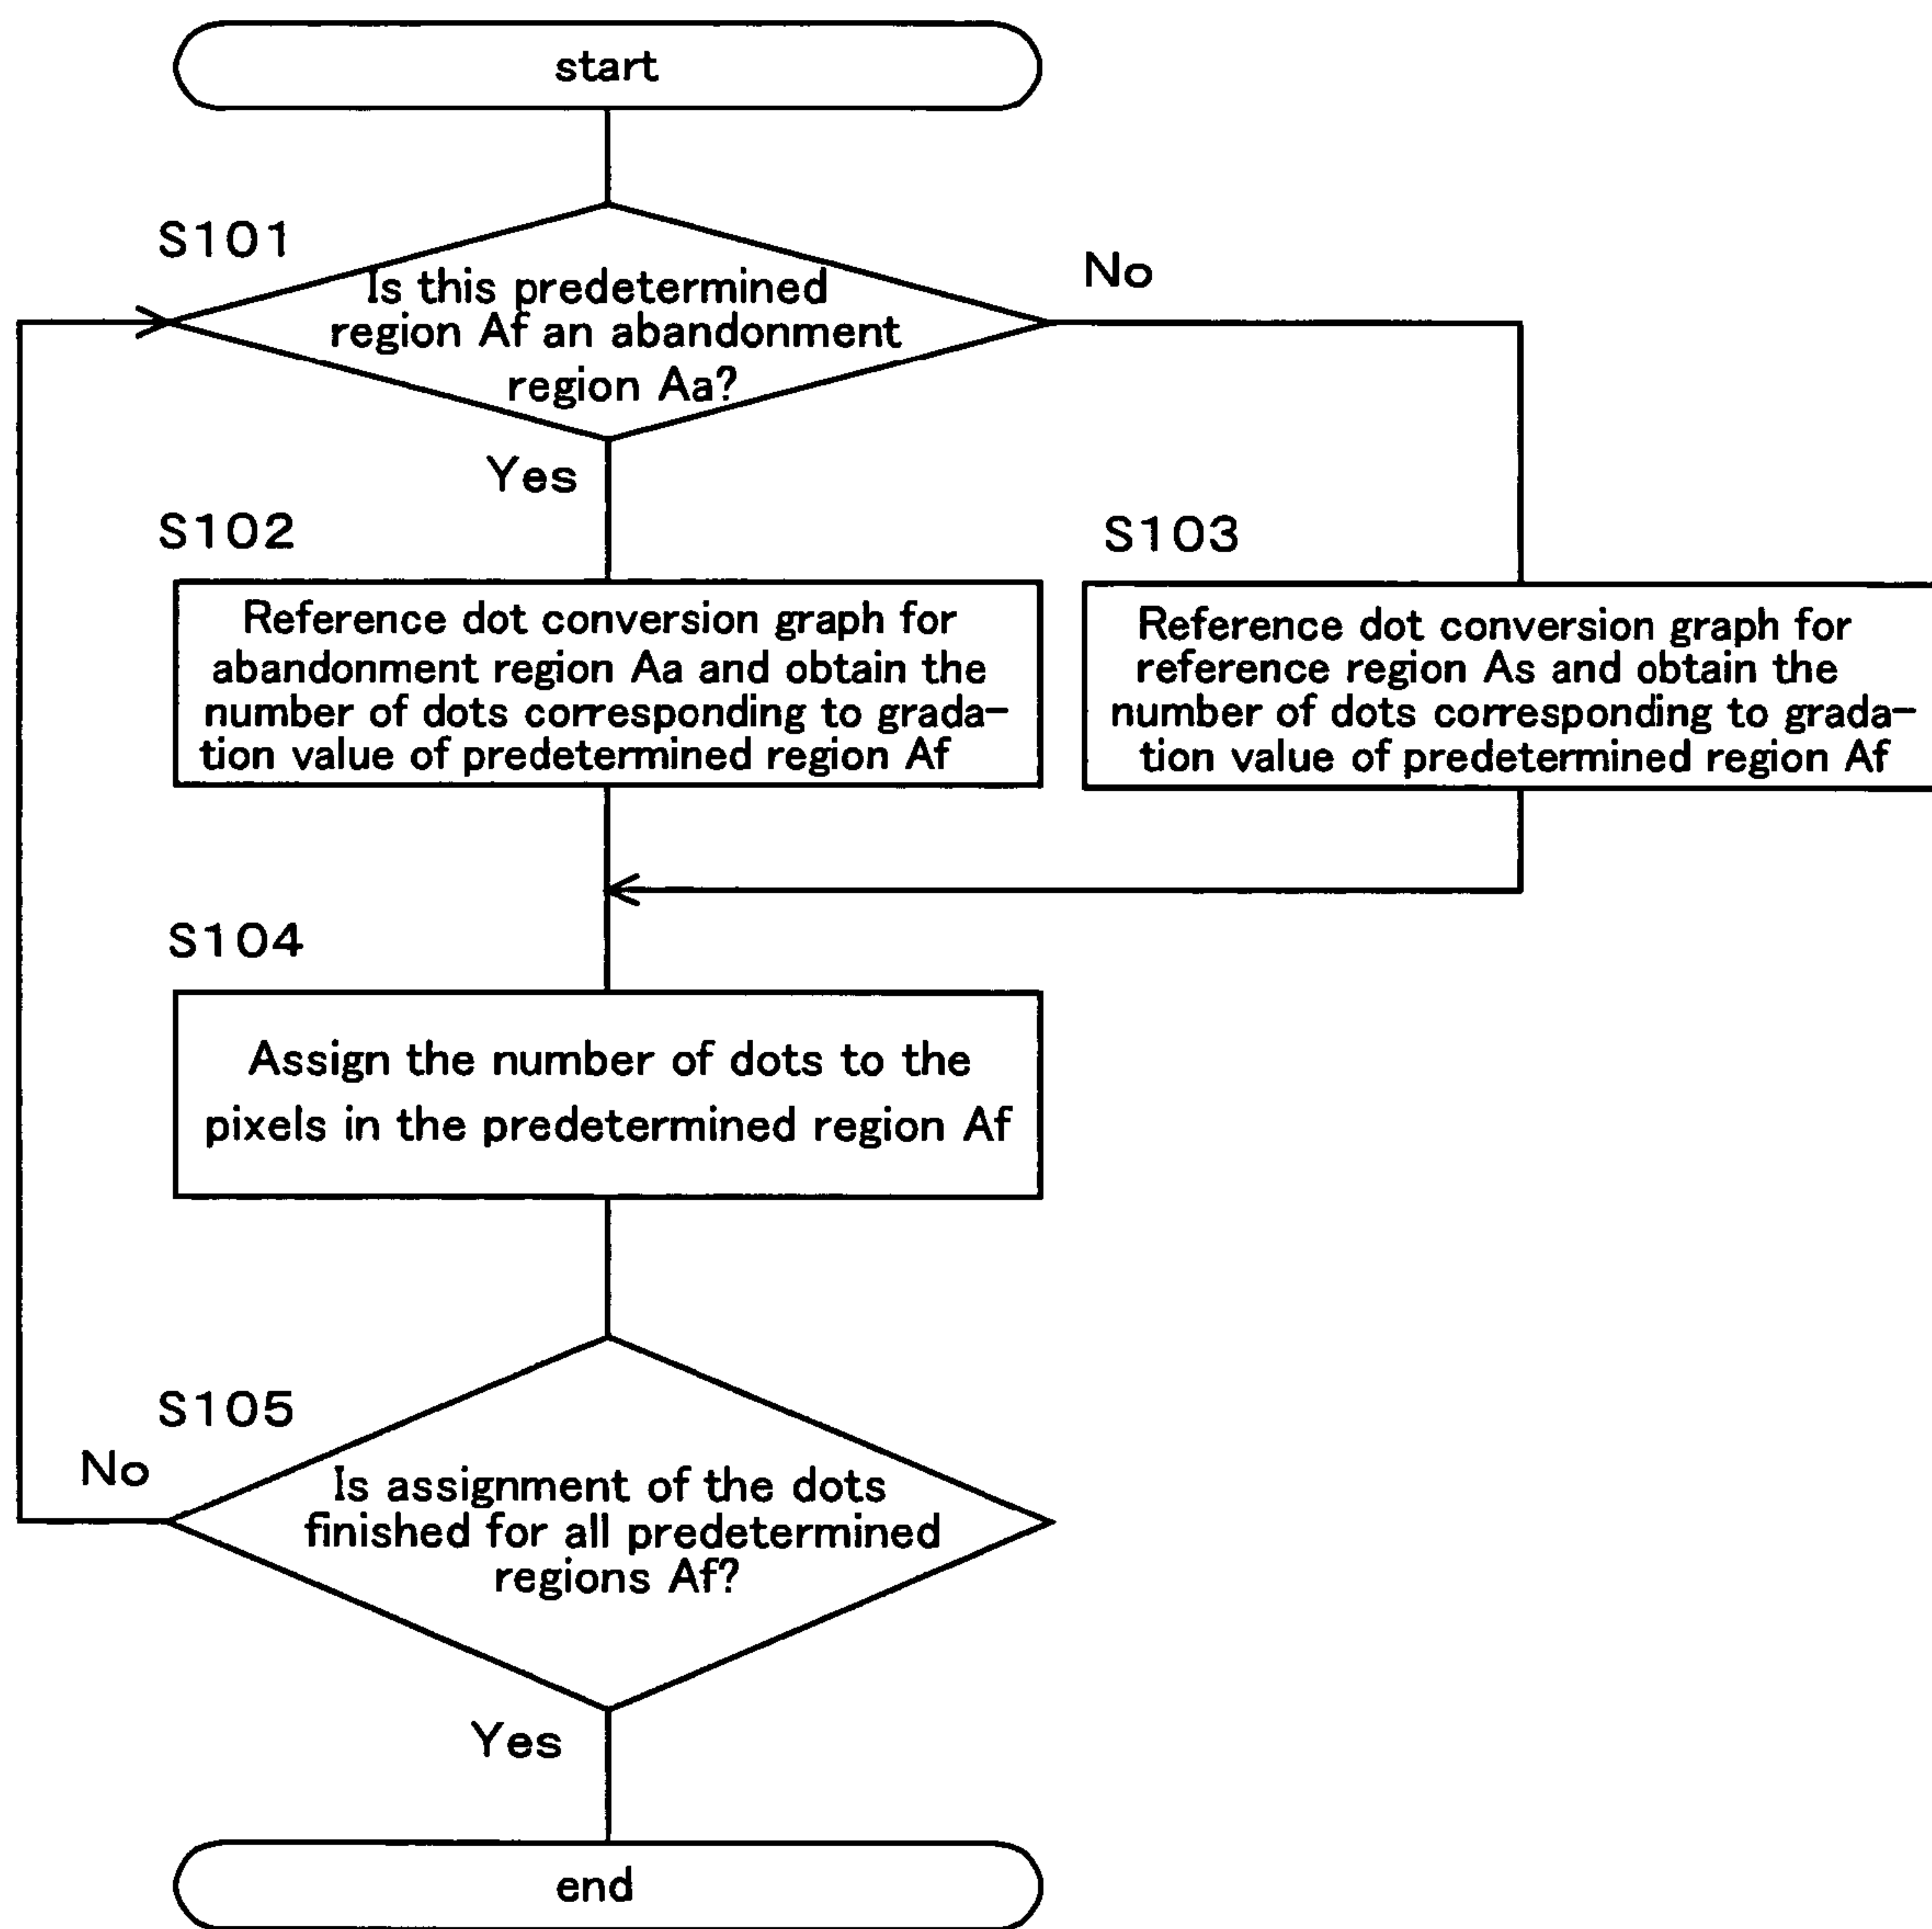 start
S101
Is this predetermined
region Af an abandonment
region Aa?
No
Yes
S102
Reference dot conversion graph for
abandonment region Aa and obtain the
number of dots corresponding to grada-
tion value of predetermined region Af
S103
Reference dot conversion graph for
reference region As and obtain the
number of dots corresponding to grada-
tion value of predetermined region Af
S104
Assign the number of dots to the
pixels in the predetermined region Af
S105
No
Is assignment of the dots
finished for all predetermined
regions Af?
Yes
end